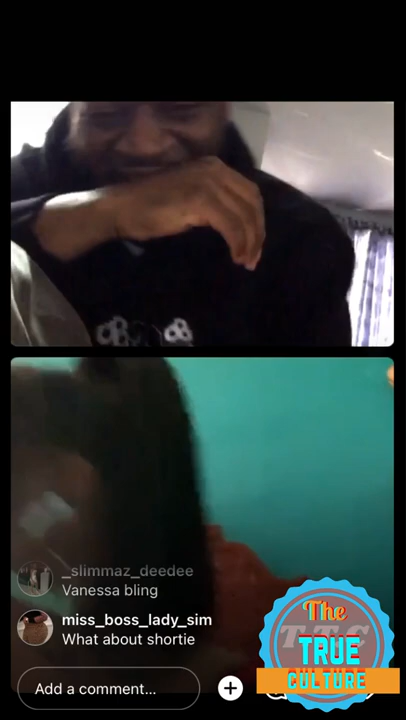 _slimmaz_deedee
Vanessa bling
miss_boss_lady_sim
What about shortie
Add a comment...
The
T.T.C
TRUE
CULTURE